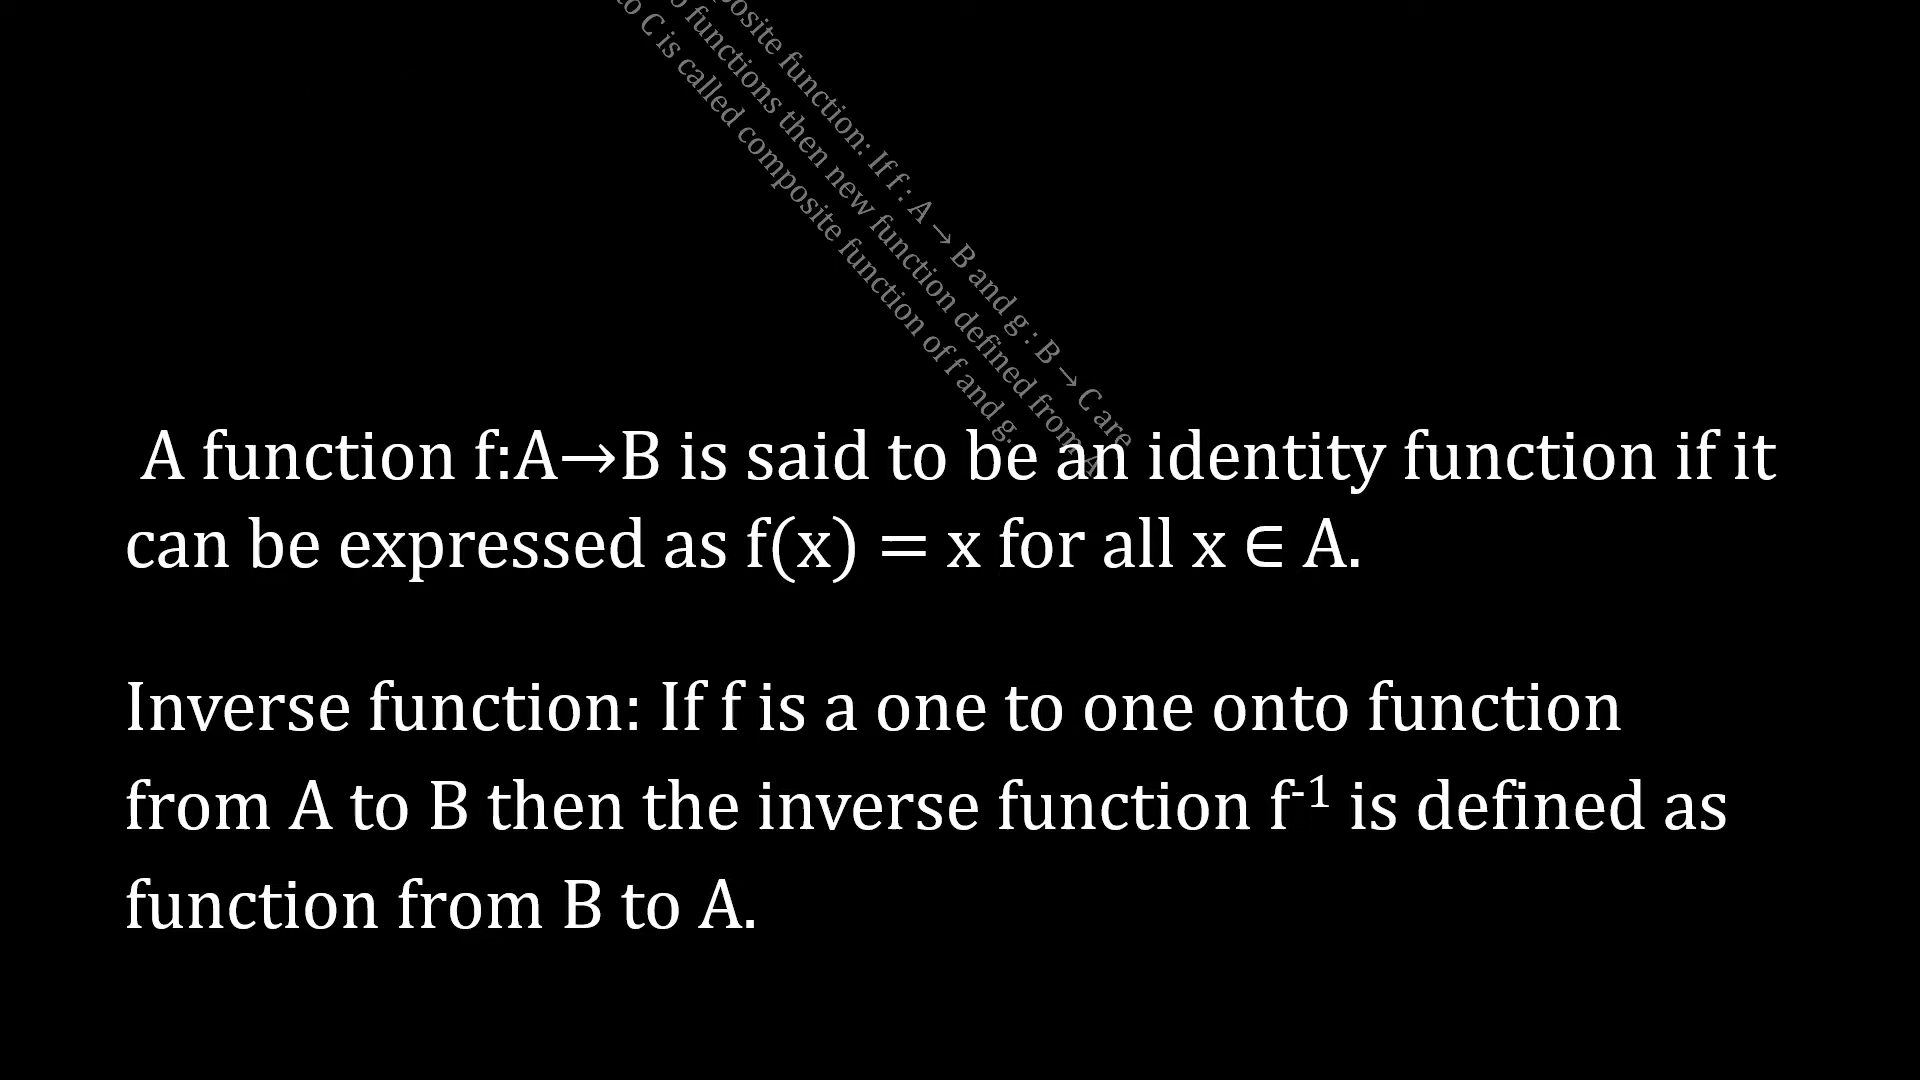 posite function: If f : A → B and g : B → C are
functions then new function defined from A
to C is called composite function of f and g.
A function f:A→B is said to be an identity function if it
can be expressed as f(x) = x for all x ∈ A.
Inverse function: If f is a one to one onto function
from A to B then the inverse function f⁻¹ is defined as
function from B to A.